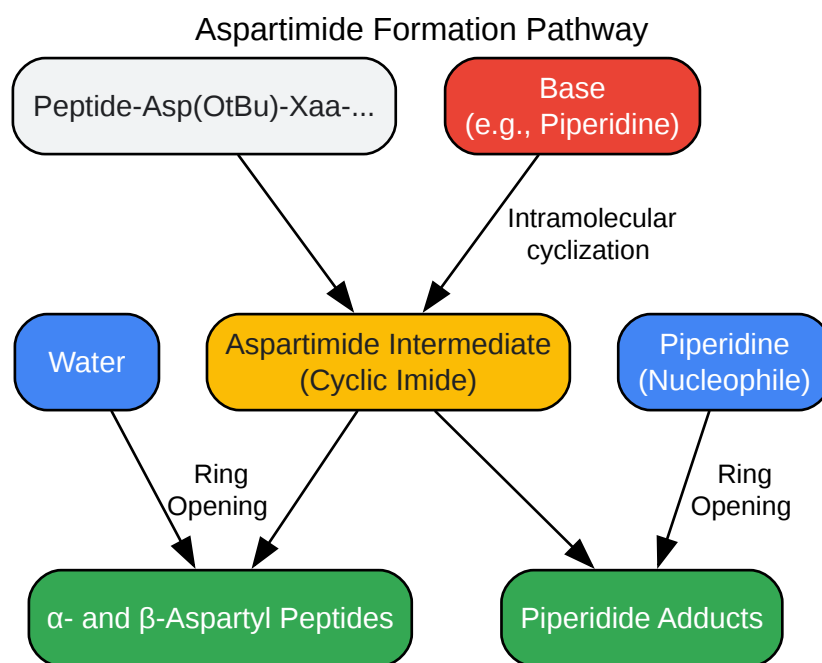 Aspartimide Formation Pathway
Peptide-Asp(OtBu)-Xaa-...
Base
(e.g., Piperidine)
Intramolecular
cyclization
Water
Aspartimide Intermediate
(Cyclic Imide)
Piperidine
(Nucleophile)
Ring
Opening
Ring
Opening
α- and β-Aspartyl Peptides
Piperidide Adducts